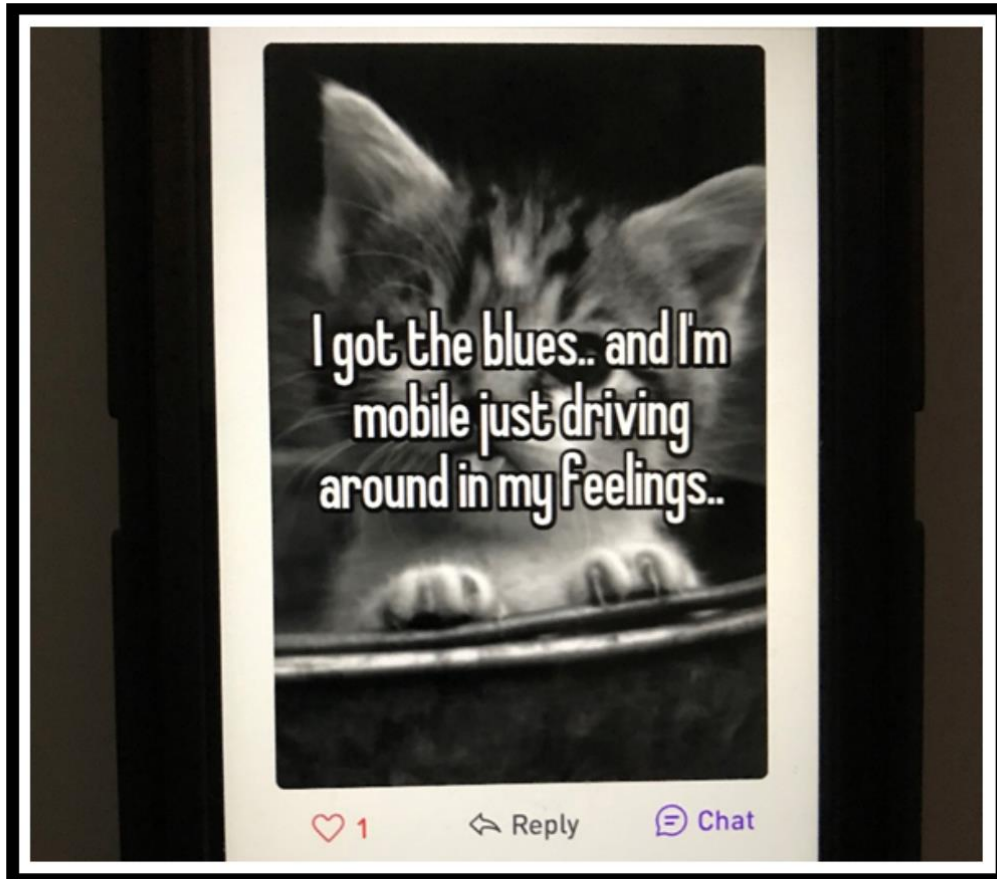 I got the blues.. and I'm
mobile just driving
around in my feelings..
1
Reply
Chat